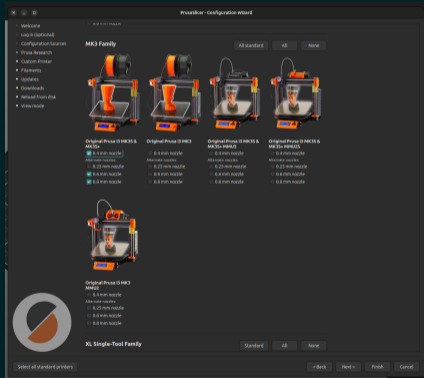 PrusaSlicer - Configuration Wizard
Welcome
Log in (optional)
Configuration Sources
Prusa Research
Custom Printer
Filaments
Updates
Downloads
Reload from disk
View mode
MK3 Family
All standard
All
None
Original Prusa i3 MK3S & MK3S+
0.4 mm nozzle
Alternate nozzles:
0.25 mm nozzle
0.6 mm nozzle
0.8 mm nozzle
Original Prusa i3 MK3
0.4 mm nozzle
Alternate nozzles:
0.25 mm nozzle
0.6 mm nozzle
0.8 mm nozzle
Original Prusa i3 MK3S & MK3S+ MMU3
0.4 mm nozzle
Alternate nozzles:
0.25 mm nozzle
0.6 mm nozzle
0.8 mm nozzle
Original Prusa i3 MK3S & MK3S+ MMU2S
0.4 mm nozzle
Alternate nozzles:
0.25 mm nozzle
0.6 mm nozzle
0.8 mm nozzle
Original Prusa i3 MK3 MMU2
0.4 mm nozzle
Alternate nozzles:
0.25 mm nozzle
0.6 mm nozzle
0.8 mm nozzle
XL Single-Tool Family
Standard
All
None
Select all standard printers
< Back
Next >
Finish
Cancel